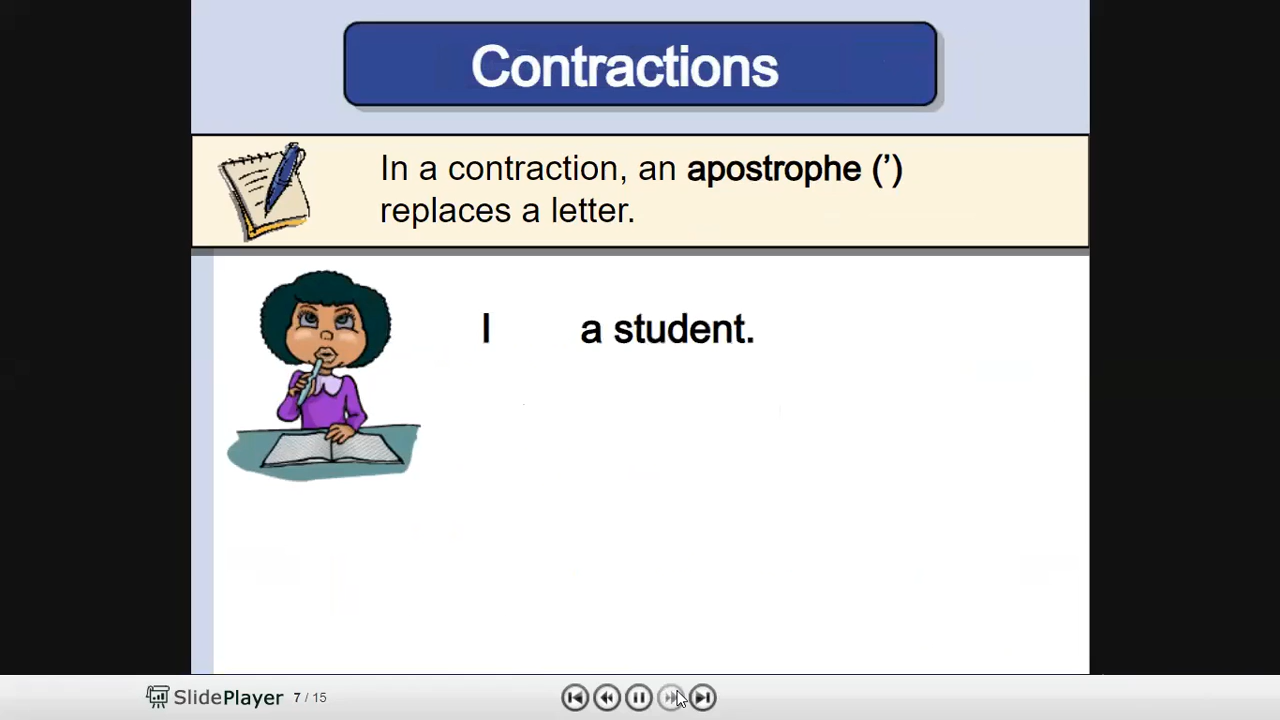 Contractions
In a contraction, an apostrophe (’)
replaces a letter.
I a student.
SlidePlayer 7 / 15